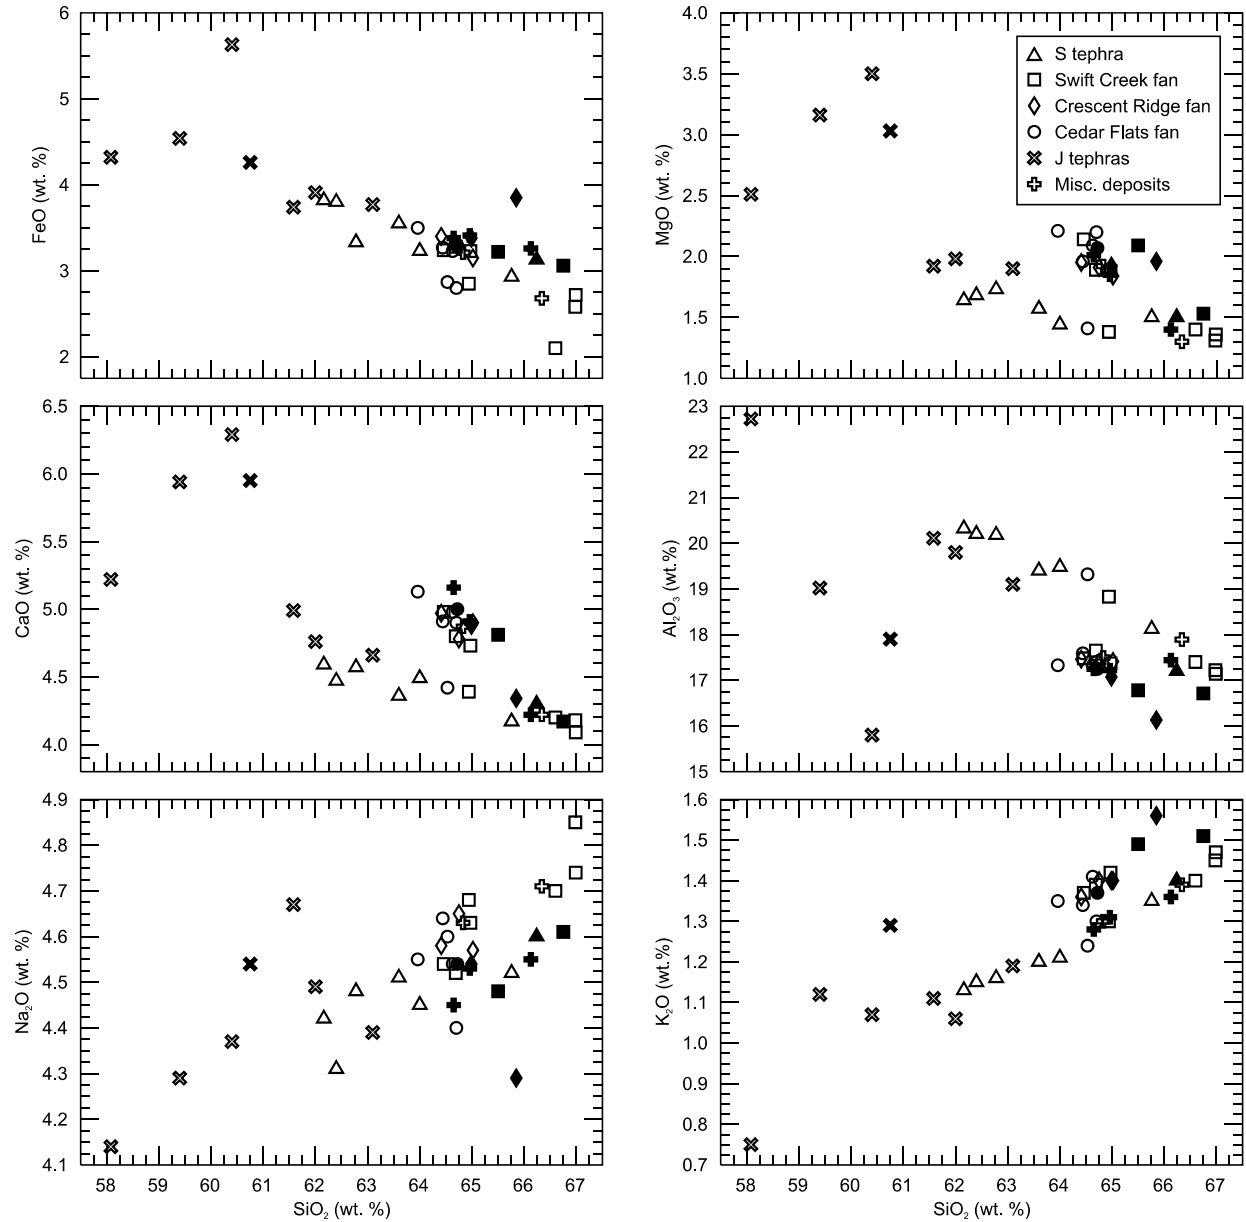 6
5
4
3
2
FeO (wt. %)
4.0
3.5
3.0
2.5
2.0
1.5
1.0
MgO (wt. %)
S tephra
Swift Creek fan
Crescent Ridge fan
Cedar Flats fan
J tephras
Misc. deposits
6.5
6.0
5.5
5.0
4.5
4.0
CaO (wt. %)
23
22
21
20
19
18
17
16
15
Al₂O₃ (wt.%)
4.9
4.8
4.7
4.6
4.5
4.4
4.3
4.2
4.1
Na₂O (wt. %)
58 59 60 61 62 63 64 65 66 67
SiO₂ (wt. %)
1.6
1.5
1.4
1.3
1.2
1.1
1.0
0.9
0.8
0.7
K₂O (wt.%)
58 59 60 61 62 63 64 65 66 67
SiO₂ (wt. %)